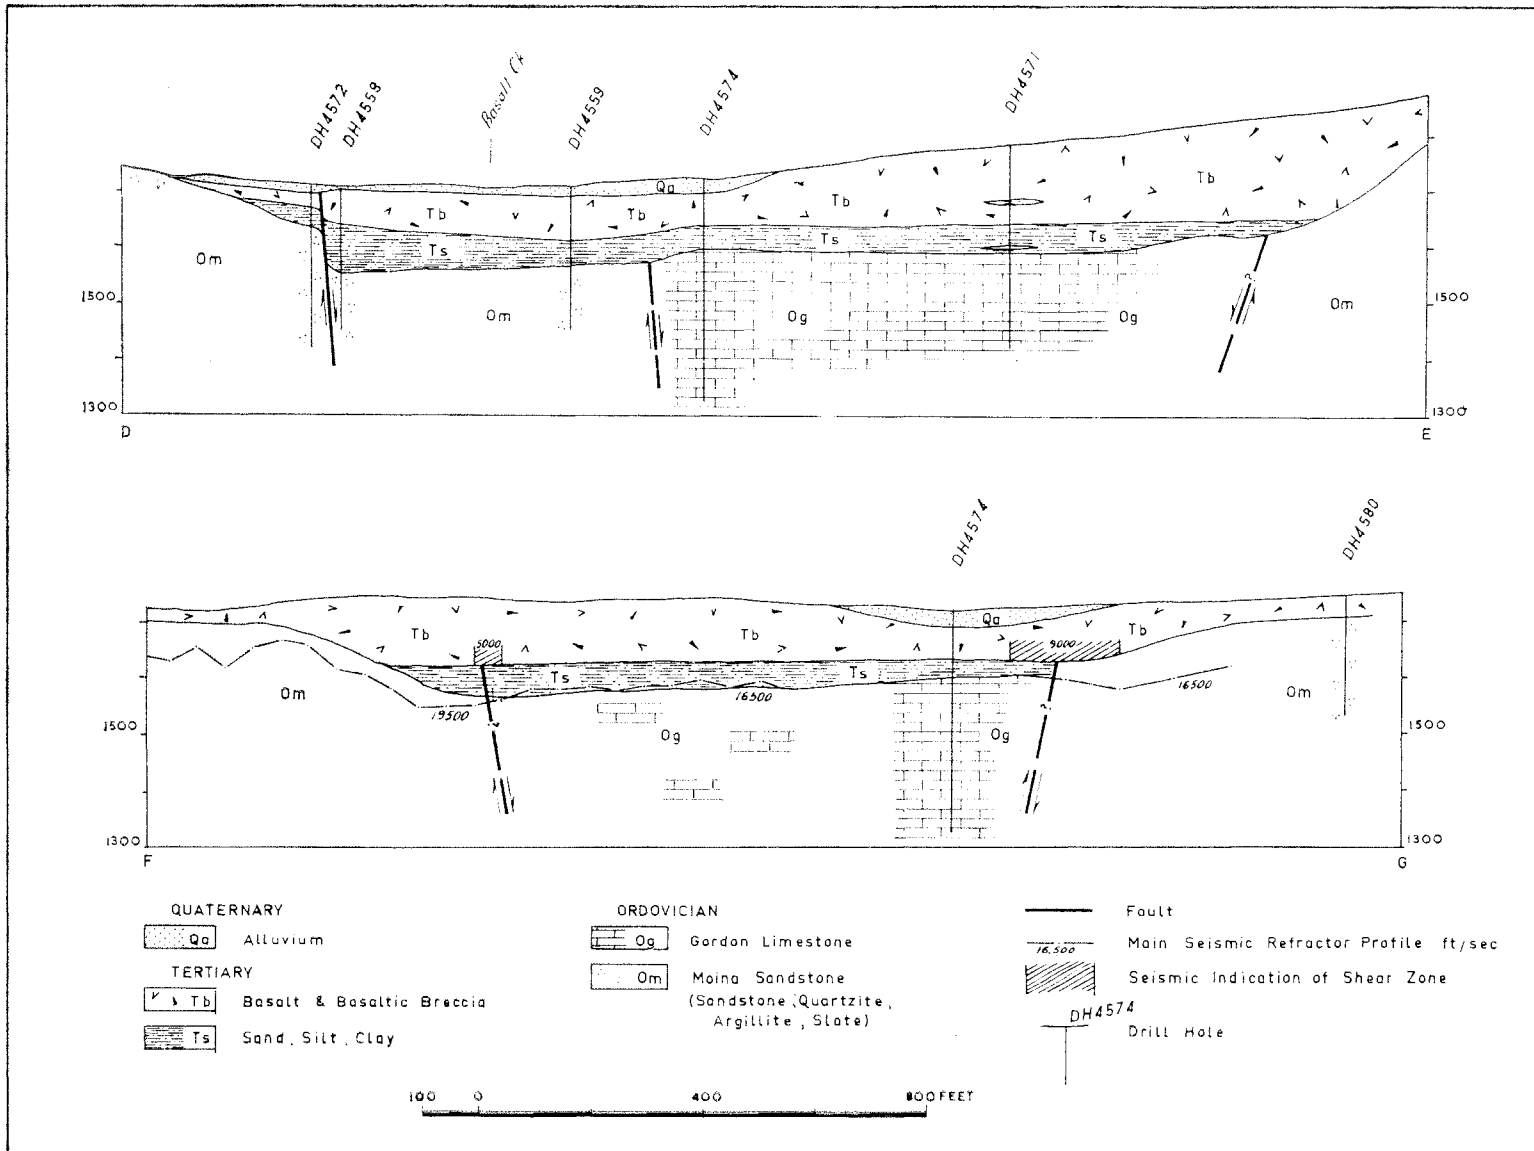 DH4572
DH4558
Basalt Ck
DH4559
DH4574
DH4571
Qa
Tb
Tb
Tb
Tb
Ts
Ts
Ts
Om
Om
Og
Og
Om
1500
1500
1300
1300
D
E
DH4574
DH4580
Qa
Tb
Tb
Tb
5000
9000
Ts
Ts
Om
19500
16500
16500
Om
Og
Og
?
?
1500
1500
1300
1300
F
G
QUATERNARY
Qa Alluvium
TERTIARY
Tb Basalt & Basaltic Breccia
Ts Sand, Silt, Clay
ORDOVICIAN
Og Gordon Limestone
Om Moina Sandstone
(Sandstone, Quartzite,
Argillite, Slate)
Fault
16,500 Main Seismic Refractor Profile ft/sec
Seismic Indication of Shear Zone
DH4574
Drill Hole
100 0 400 800 FEET